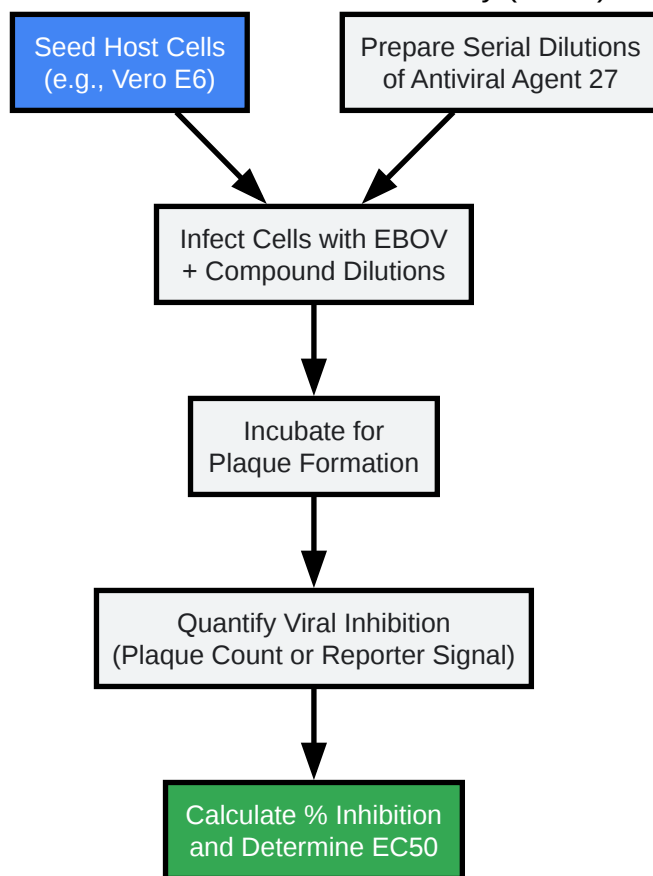 Seed Host Cells
(e.g., Vero E6)
Prepare Serial Dilutions
of Antiviral Agent 27
Infect Cells with EBOV
+ Compound Dilutions
Incubate for
Plaque Formation
Quantify Viral Inhibition
(Plaque Count or Reporter Signal)
Calculate % Inhibition
and Determine EC50